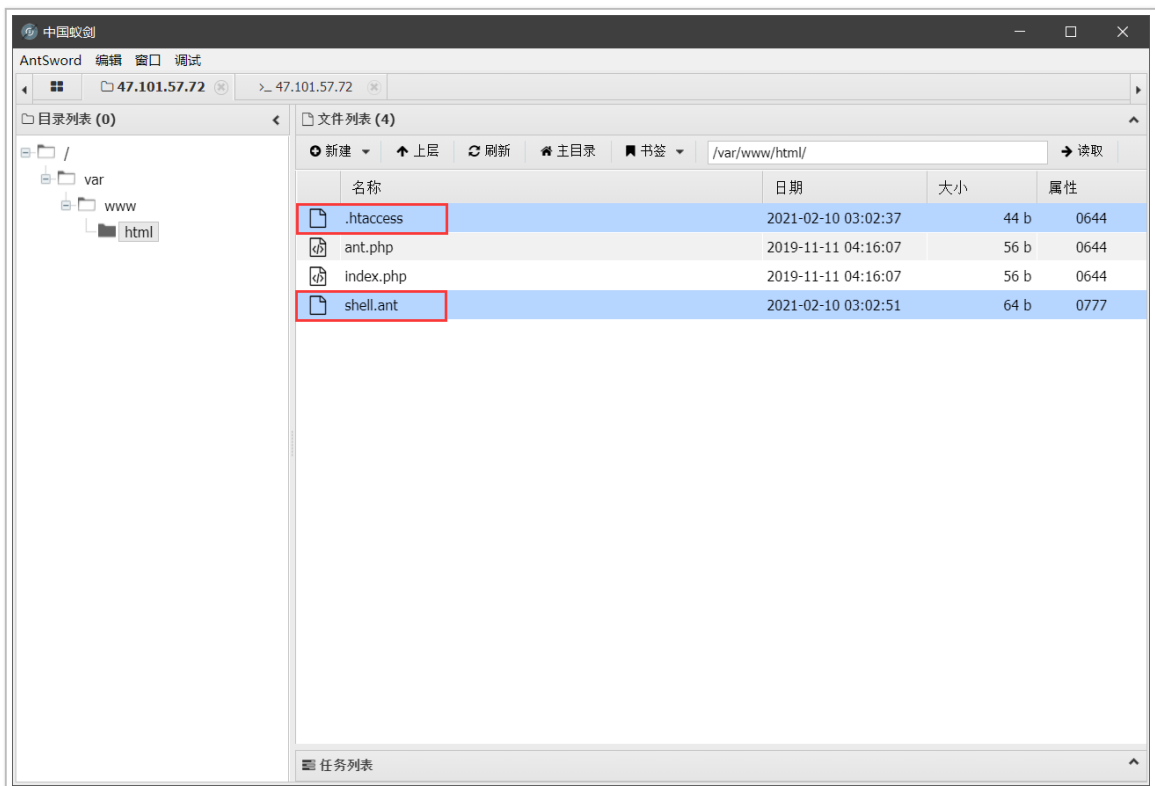 中国蚁剑
AntSword 编辑 窗口 调试
47.101.57.72 >_ 47.101.57.72
目录列表 (0)
文件列表 (4)
新建 上层 刷新 主目录 书签 /var/www/html/ 读取
/
var
www
html
名称 日期 大小 属性
.htaccess 2021-02-10 03:02:37 44 b 0644
ant.php 2019-11-11 04:16:07 56 b 0644
index.php 2019-11-11 04:16:07 56 b 0644
shell.ant 2021-02-10 03:02:51 64 b 0777
任务列表